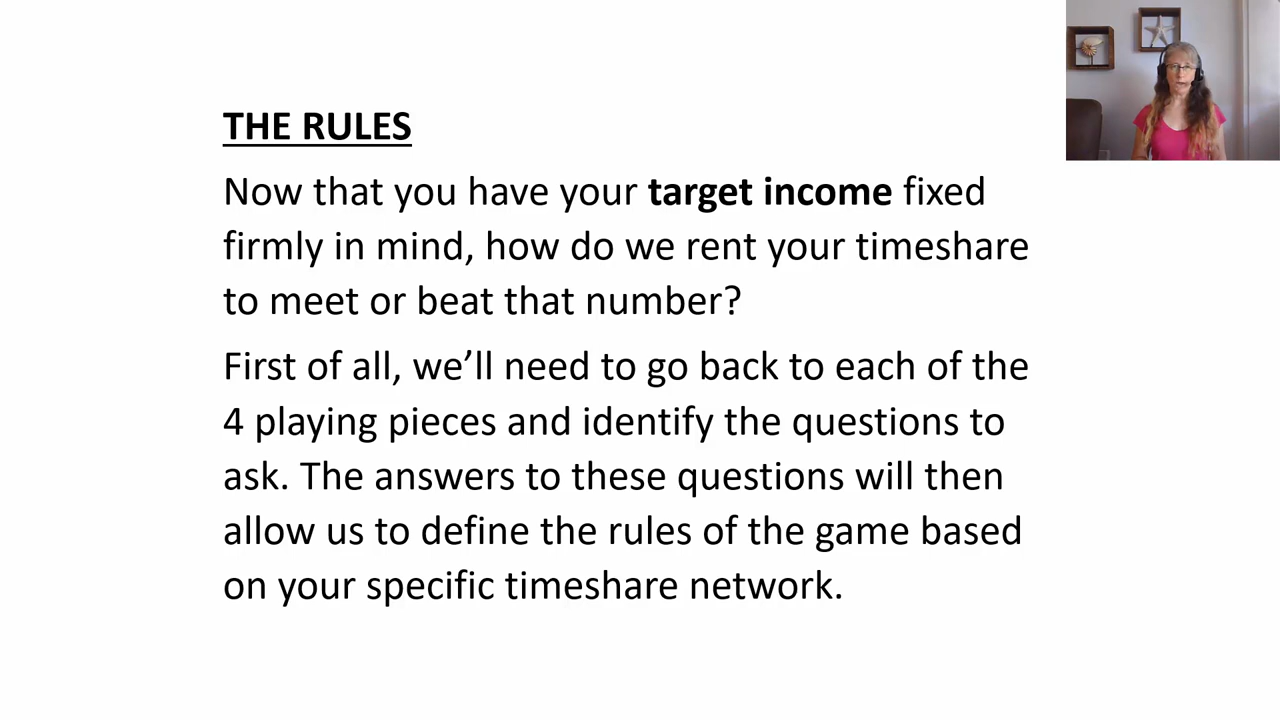 THE RULES
Now that you have your target income fixed
firmly in mind, how do we rent your timeshare
to meet or beat that number?
First of all, we’ll need to go back to each of the
4 playing pieces and identify the questions to
ask. The answers to these questions will then
allow us to define the rules of the game based
on your specific timeshare network.